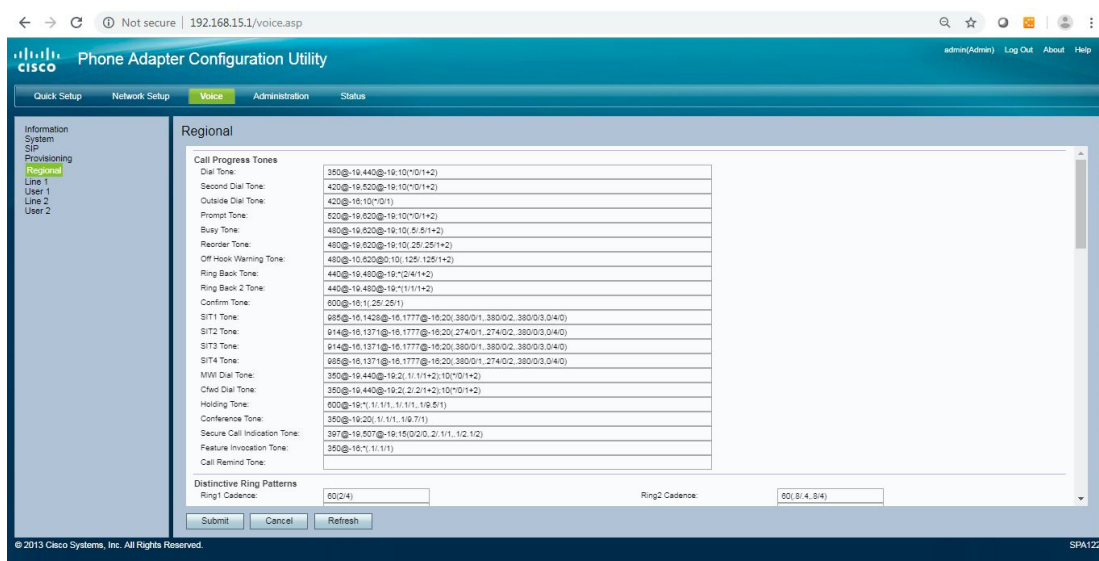 Not secure | 192.168.15.1/voice.asp
cisco Phone Adapter Configuration Utility
admin(Admin) Log Out About Help
Quick Setup Network Setup Voice Administration Status
Information
System
SIP
Provisioning
Regional
Line 1
User 1
Line 2
User 2
Regional
Call Progress Tones
Dial Tone: 350@-19,440@-19;10(*/0/1+2)
Second Dial Tone: 420@-19,520@-19;10(*/0/1+2)
Outside Dial Tone: 420@-16;10(*/0/1)
Prompt Tone: 520@-19,620@-19;10(*/0/1+2)
Busy Tone: 480@-19,620@-19;10(.5/.5/1+2)
Reorder Tone: 480@-19,620@-19;10(.25/.25/1+2)
Off Hook Warning Tone: 480@-10,620@0;10(.125/.125/1+2)
Ring Back Tone: 440@-19,480@-19;*(2/4/1+2)
Ring Back 2 Tone: 440@-19,480@-19;*(1/1/1+2)
Confirm Tone: 600@-16;1(.25/.25/1)
SIT1 Tone: 985@-16,1428@-16,1777@-16;20(.380/0/1,.380/0/2,.380/0/3,0/4/0)
SIT2 Tone: 914@-16,1371@-16,1777@-16;20(.274/0/1,.274/0/2,.380/0/3,0/4/0)
SIT3 Tone: 914@-16,1371@-16,1777@-16;20(.380/0/1,.380/0/2,.380/0/3,0/4/0)
SIT4 Tone: 985@-16,1371@-16,1777@-16;20(.380/0/1,.274/0/2,.380/0/3,0/4/0)
MWI Dial Tone: 350@-19,440@-19;2(.1/.1/1+2);10(*/0/1+2)
Cfwd Dial Tone: 350@-19,440@-19;2(.2/.2/1+2);10(*/0/1+2)
Holding Tone: 600@-19;*(.1/.1/1,.1/.1/1,.1/9.5/1)
Conference Tone: 350@-19;20(.1/.1/1,.1/9.7/1)
Secure Call Indication Tone: 397@-19,507@-19;15(0/2/0,.2/.1/1,.1/2.1/2)
Feature Invocation Tone: 350@-16;*(.1/.1/1)
Call Remind Tone:
Distinctive Ring Patterns
Ring1 Cadence: 60(2/4) Ring2 Cadence: 60(.8/.4,.8/4)
Submit Cancel Refresh
© 2013 Cisco Systems, Inc. All Rights Reserved. SPA122